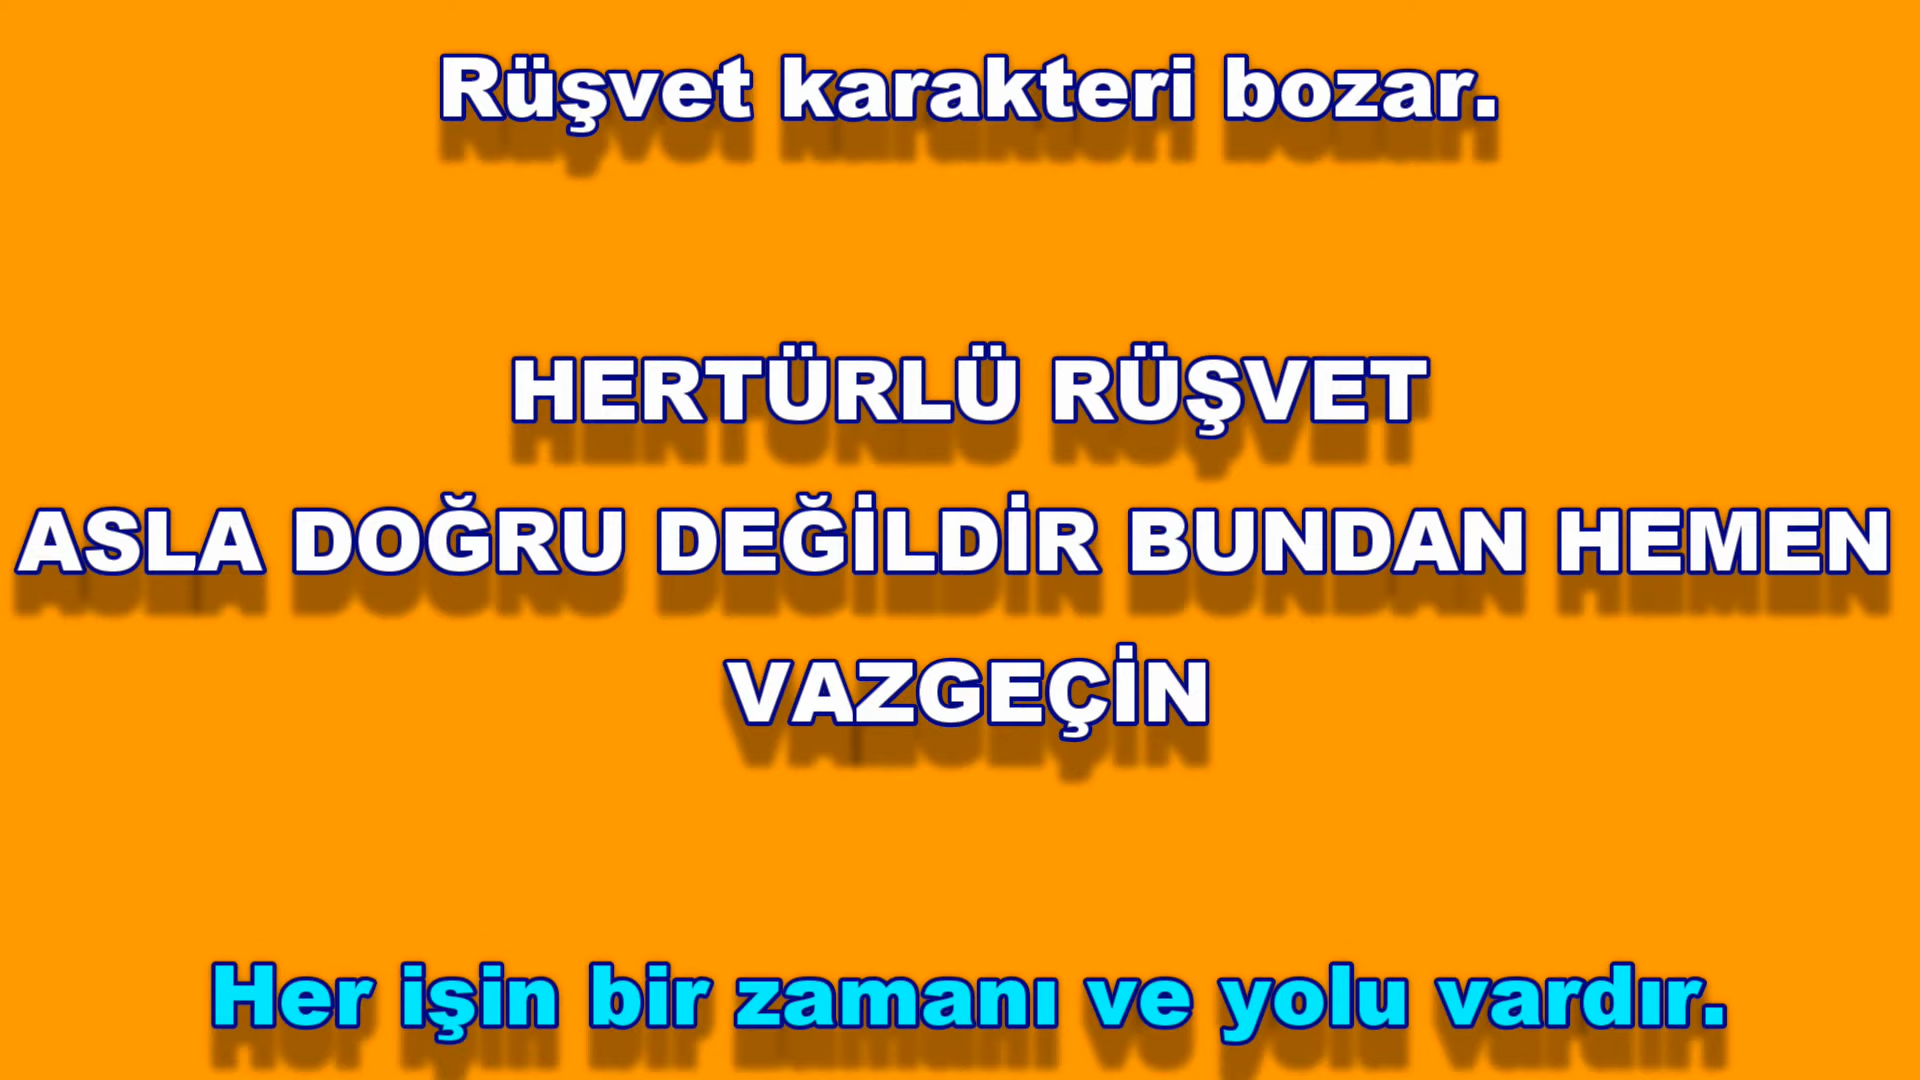 Rüşvet karakteri bozar.
HERTÜRLÜ RÜŞVET
ASLA DOĞRU DEĞİLDİR BUNDAN HEMEN
VAZGEÇİN
Her işin bir zamanı ve yolu vardır.